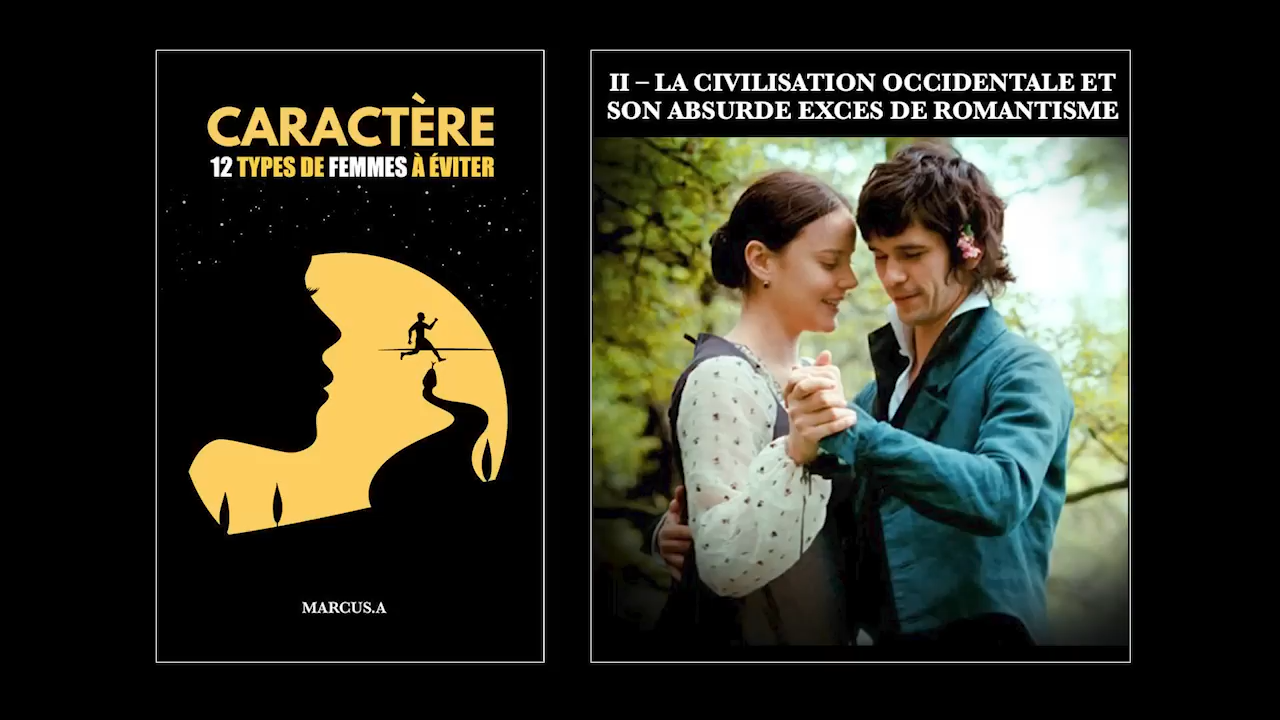 CARACTÈRE
12 TYPES DE FEMMES À ÉVITER
MARCUS.A
II – LA CIVILISATION OCCIDENTALE ET
SON ABSURDE EXCES DE ROMANTISME